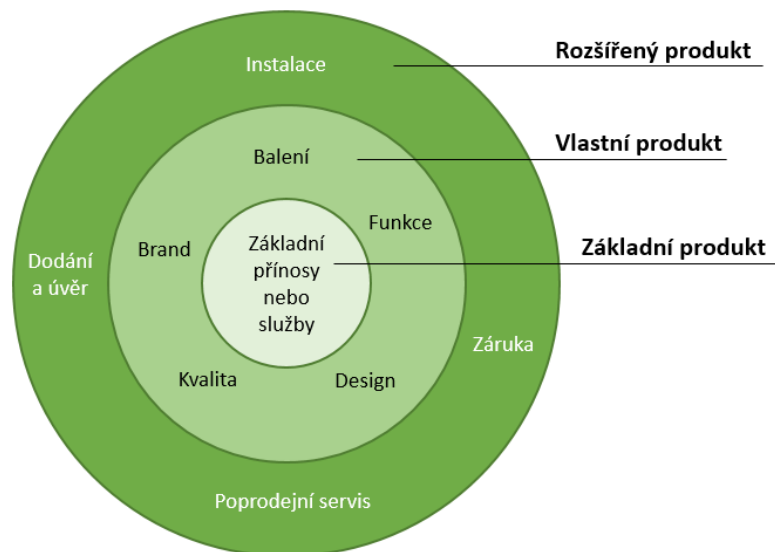 Rozšířený produkt
Instalace
Vlastní produkt
Balení
Funkce
Základní produkt
Brand
Základní
přínosy
nebo
služby
Dodání
a úvěr
Záruka
Kvalita
Design
Poprodejní servis